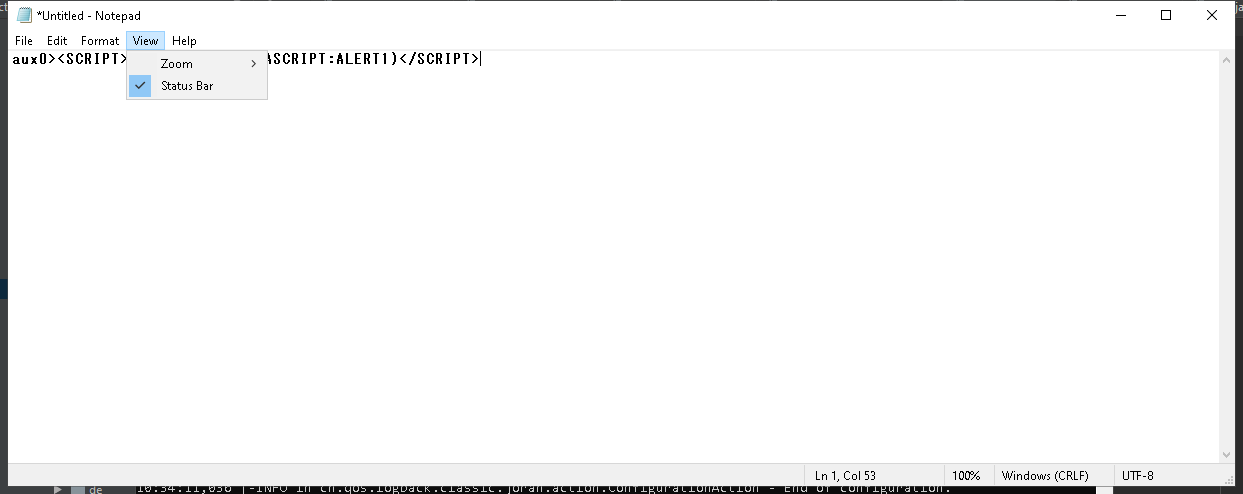 *Untitled - Notepad
File Edit Format View Help
aux0><SCRIPT> ASCRIPT:ALERT1)</SCRIPT>
Zoom
Status Bar
Ln 1, Col 53 100% Windows (CRLF) UTF-8
de 10:54:11,056 |-INFO in ch.qos.logback.classic.joran.action.ConfigurationAction - End of configuration.